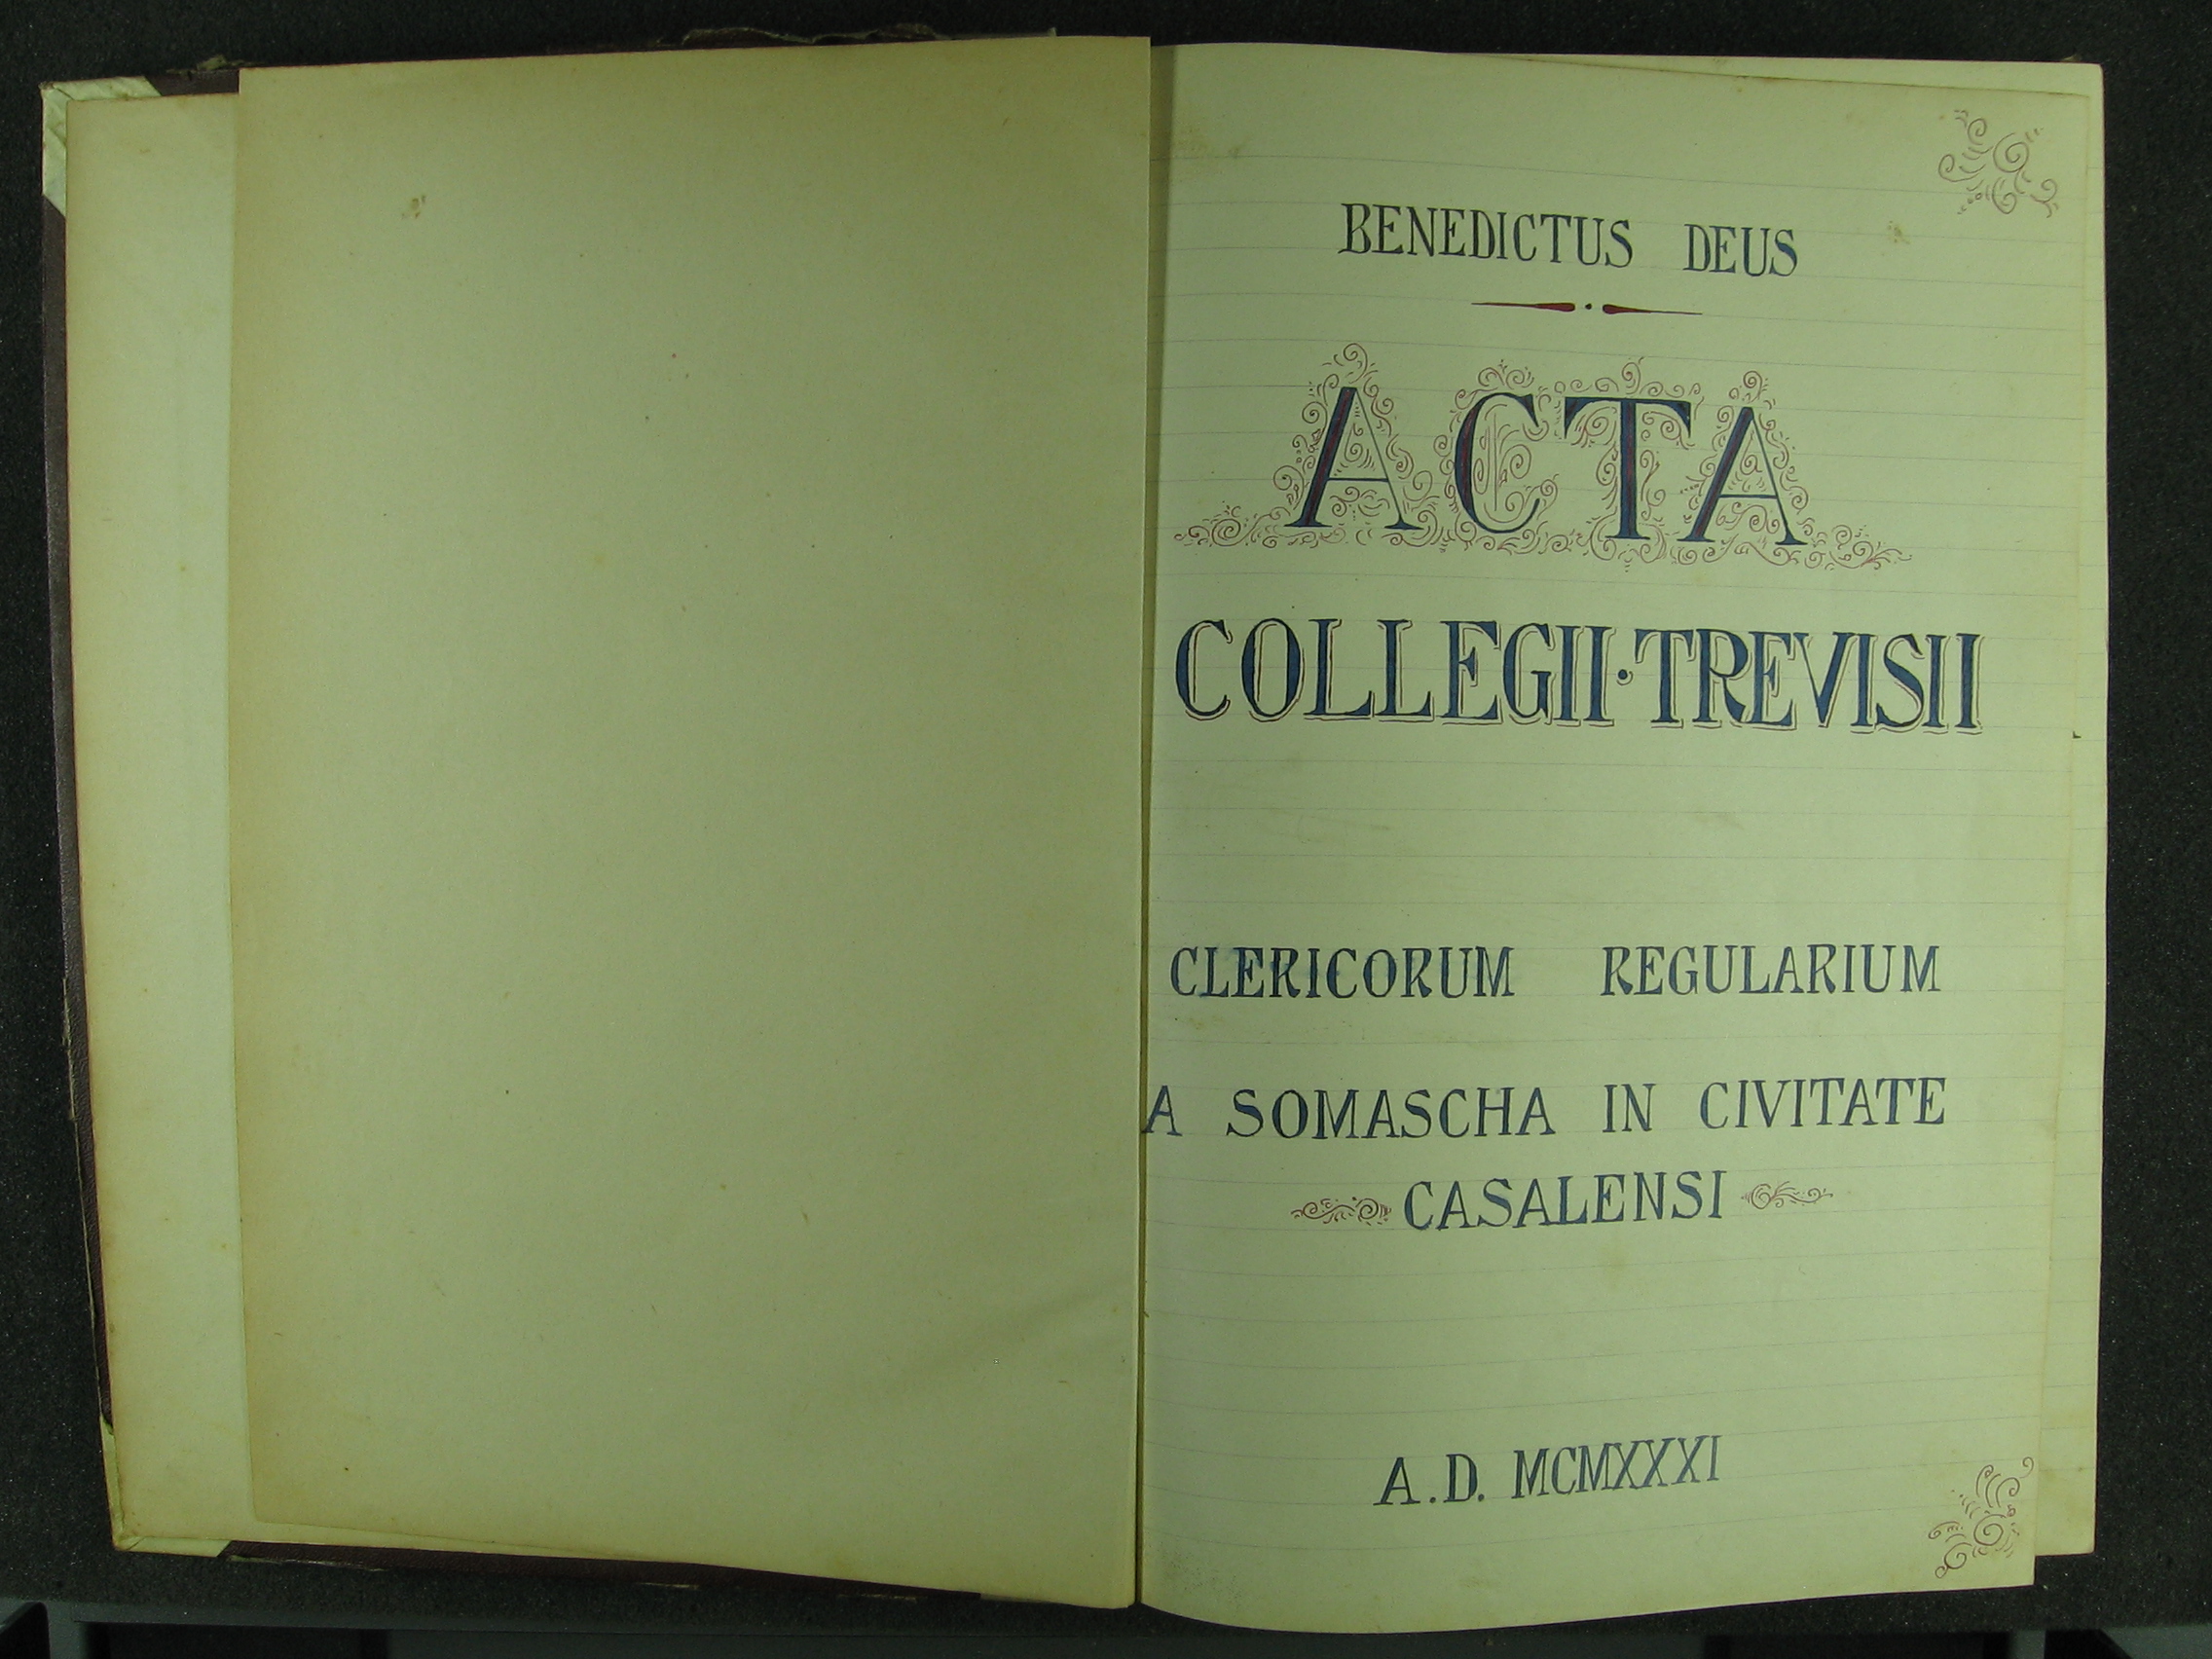 BENEDICTUS DEUS
ACTA
COLLEGII·TREVISII
CLERICORUM REGULARIUM
A SOMASCHA IN CIVITATE
CASALENSI
A.D. MCMXXXI